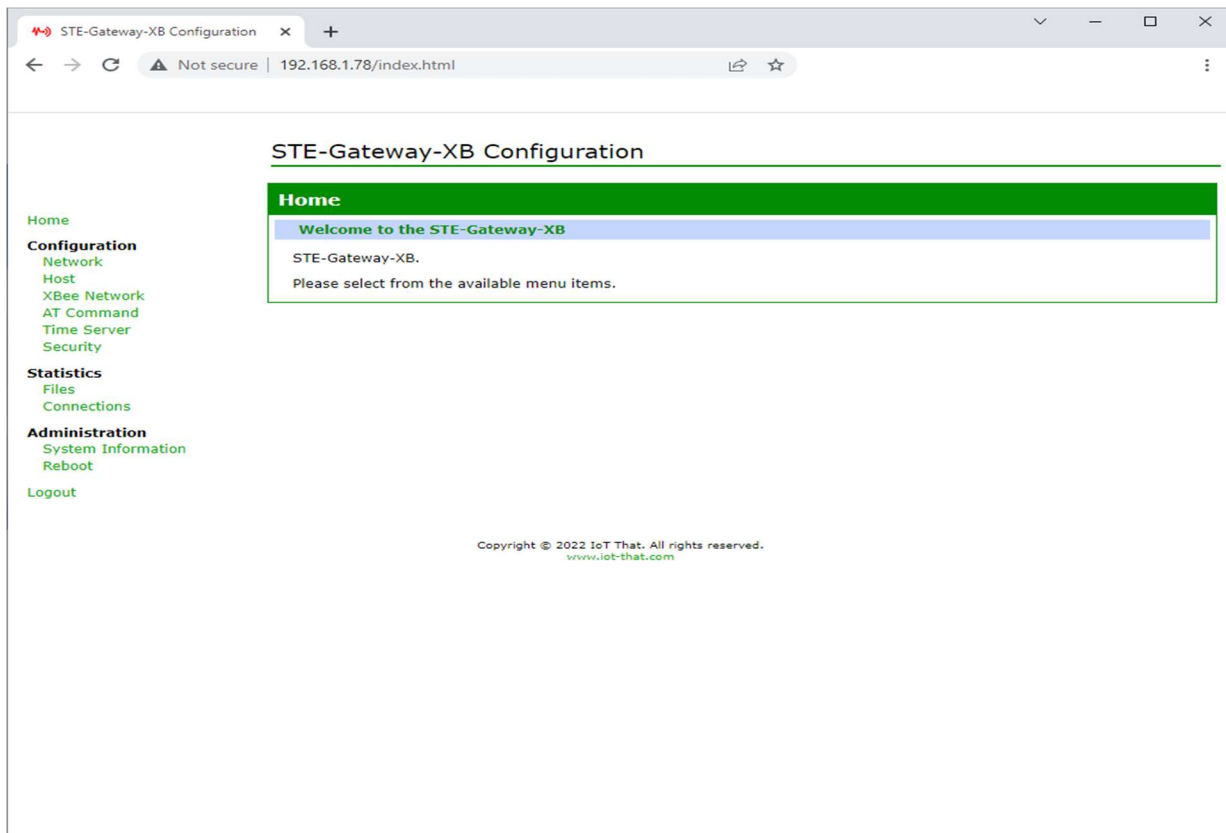 STE-Gateway-XB Configuration
Not secure | 192.168.1.78/index.html
STE-Gateway-XB Configuration
Home
Welcome to the STE-Gateway-XB
STE-Gateway-XB.
Please select from the available menu items.
Home
Configuration
Network
Host
XBee Network
AT Command
Time Server
Security
Statistics
Files
Connections
Administration
System Information
Reboot
Logout
Copyright © 2022 IoT That. All rights reserved.
www.iot-that.com